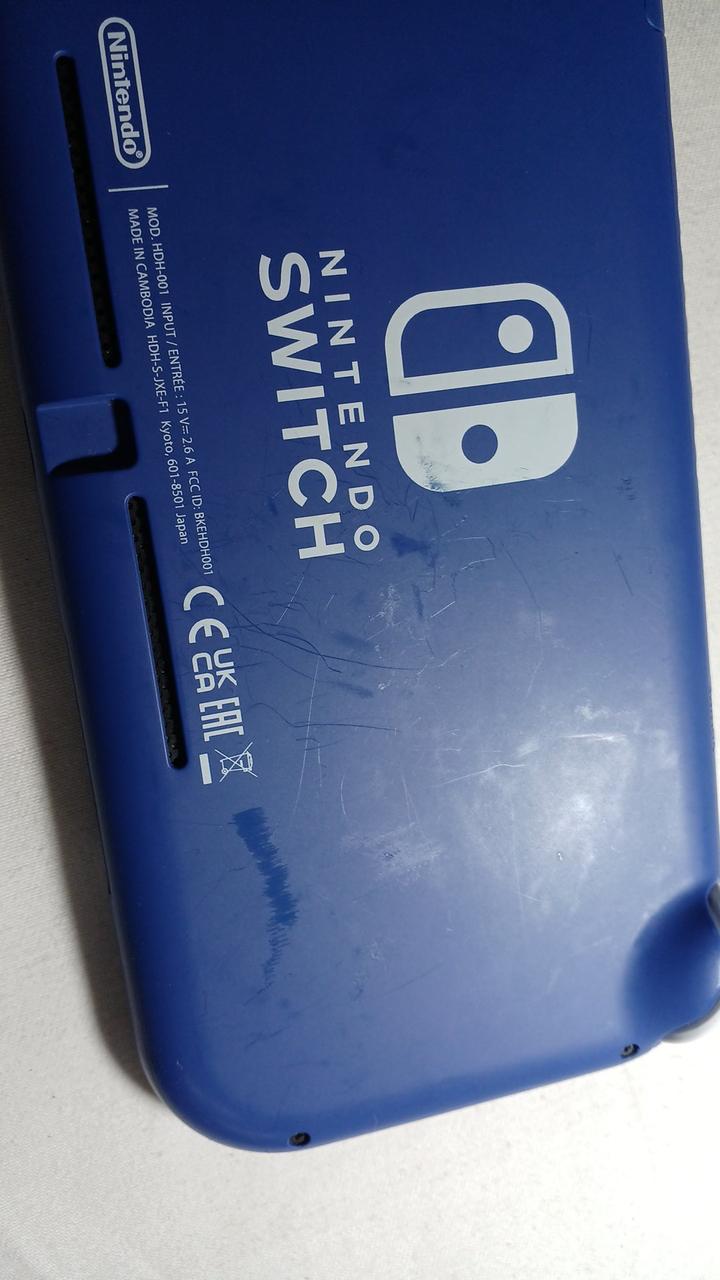 Nintendo®
MOD. HDH-001 INPUT / ENTRÉE : 15 V⎓ 2.6 A FCC ID: BKEHDH001
MADE IN CAMBODIA HDH-S-JXE-F1 Kyoto, 601-8501 Japan
CE UK
CA EAC
NINTENDO
SWITCH